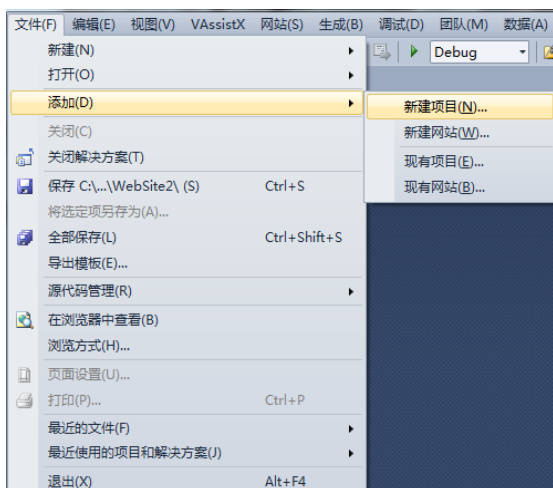 文件(F) 编辑(E) 视图(V) VAssistX 网站(S) 生成(B) 调试(D) 团队(M) 数据(A)
Debug
新建(N)
打开(O)
添加(D)
新建项目(N)...
新建网站(W)...
现有项目(E)...
现有网站(B)...
关闭(C)
关闭解决方案(T)
保存 C:\...\WebSite2\ (S) Ctrl+S
将选定项另存为(A)...
全部保存(L) Ctrl+Shift+S
导出模板(E)...
源代码管理(R)
在浏览器中查看(B)
浏览方式(H)...
页面设置(U)...
打印(P)... Ctrl+P
最近的文件(F)
最近使用的项目和解决方案(J)
退出(X) Alt+F4